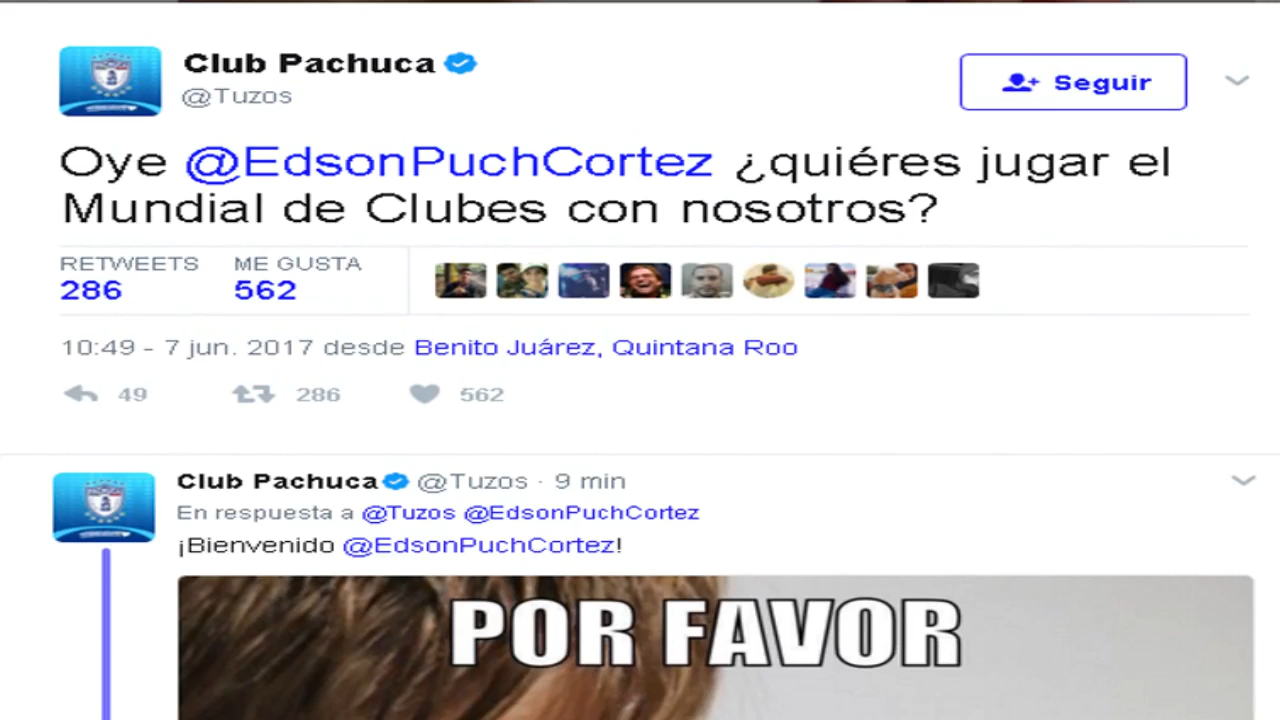 Club Pachuca
@Tuzos
Seguir
Oye @EdsonPuchCortez ¿quiéres jugar el
Mundial de Clubes con nosotros?
RETWEETS ME GUSTA
286 562
10:49 - 7 jun. 2017 desde Benito Juárez, Quintana Roo
49 286 562
Club Pachuca @Tuzos · 9 min
En respuesta a @Tuzos @EdsonPuchCortez
¡Bienvenido @EdsonPuchCortez!
POR FAVOR